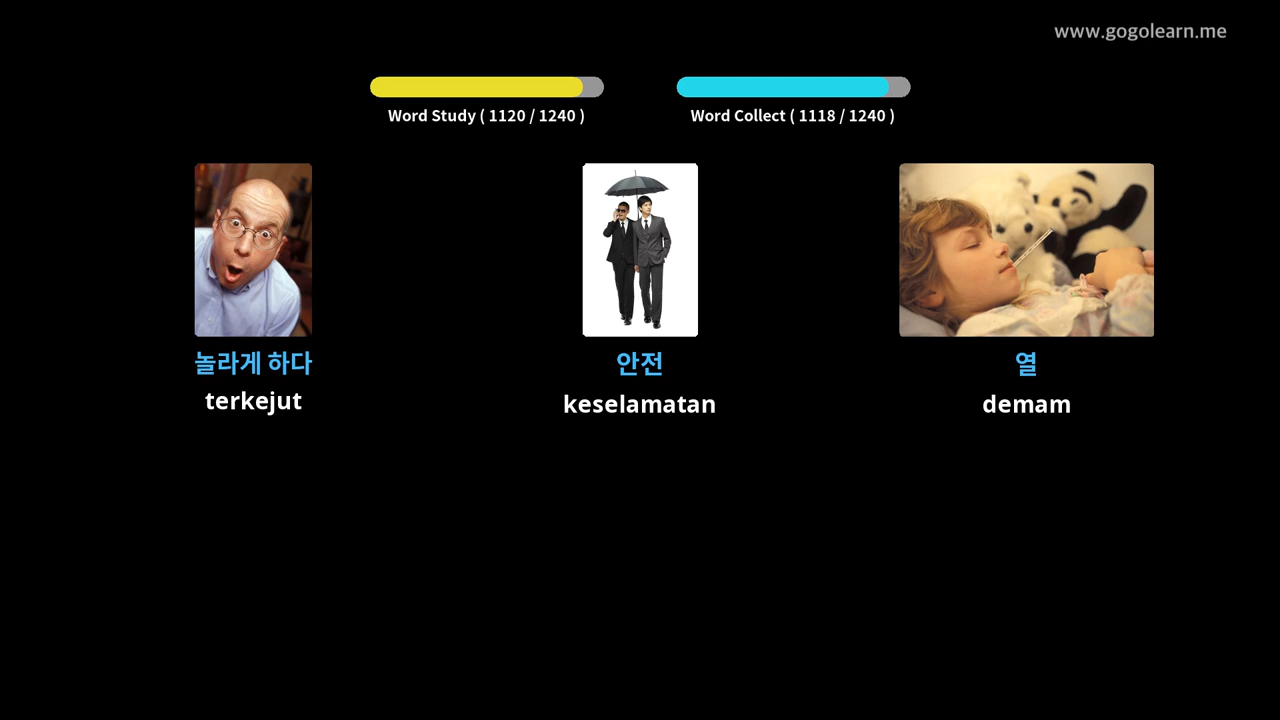 www.gogolearn.me
Word Study ( 1120 / 1240 )
Word Collect ( 1118 / 1240 )
놀라게 하다
terkejut
안전
keselamatan
열
demam